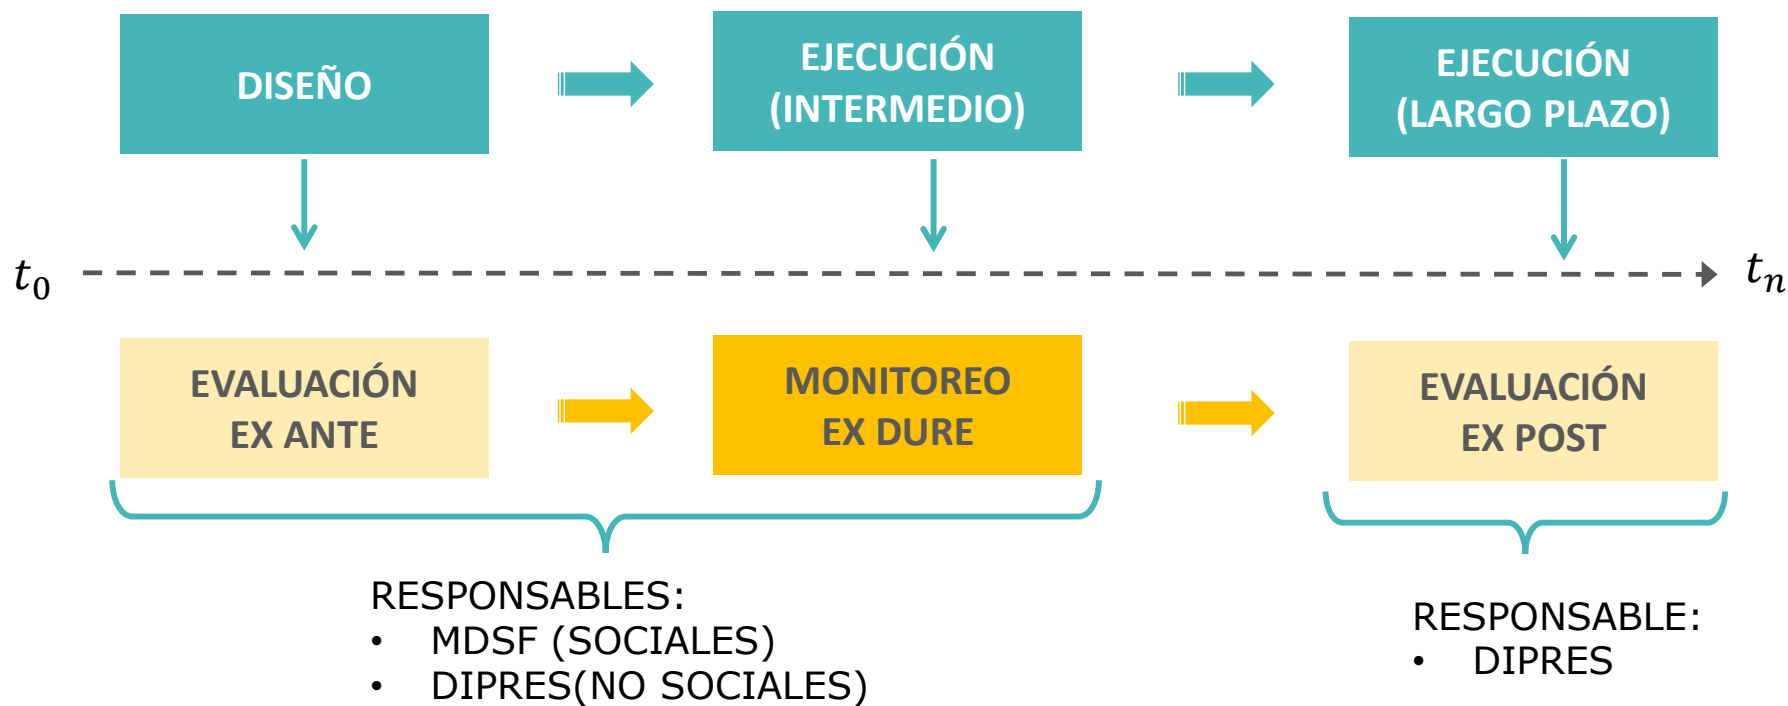 DISEÑO
EJECUCIÓN
(INTERMEDIO)
EJECUCIÓN
(LARGO PLAZO)
t₀
tₙ
EVALUACIÓN
EX ANTE
MONITOREO
EX DURE
EVALUACIÓN
EX POST
RESPONSABLES:
• MDSF (SOCIALES)
• DIPRES(NO SOCIALES)
RESPONSABLE:
• DIPRES